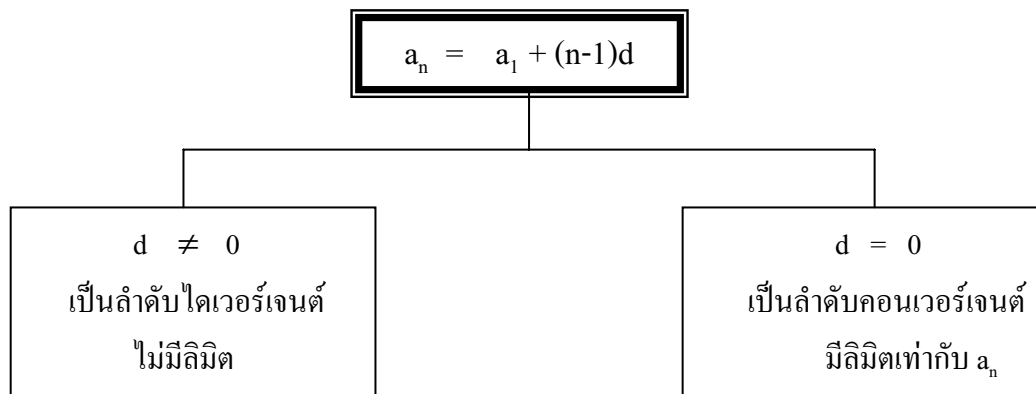 aₙ = a₁ + (n-1)d
d ≠ 0
เป็นลำดับไดเวอร์เจนต์
ไม่มีลิมิต
d = 0
เป็นลำดับคอนเวอร์เจนต์
มีลิมิตเท่ากับ aₙ